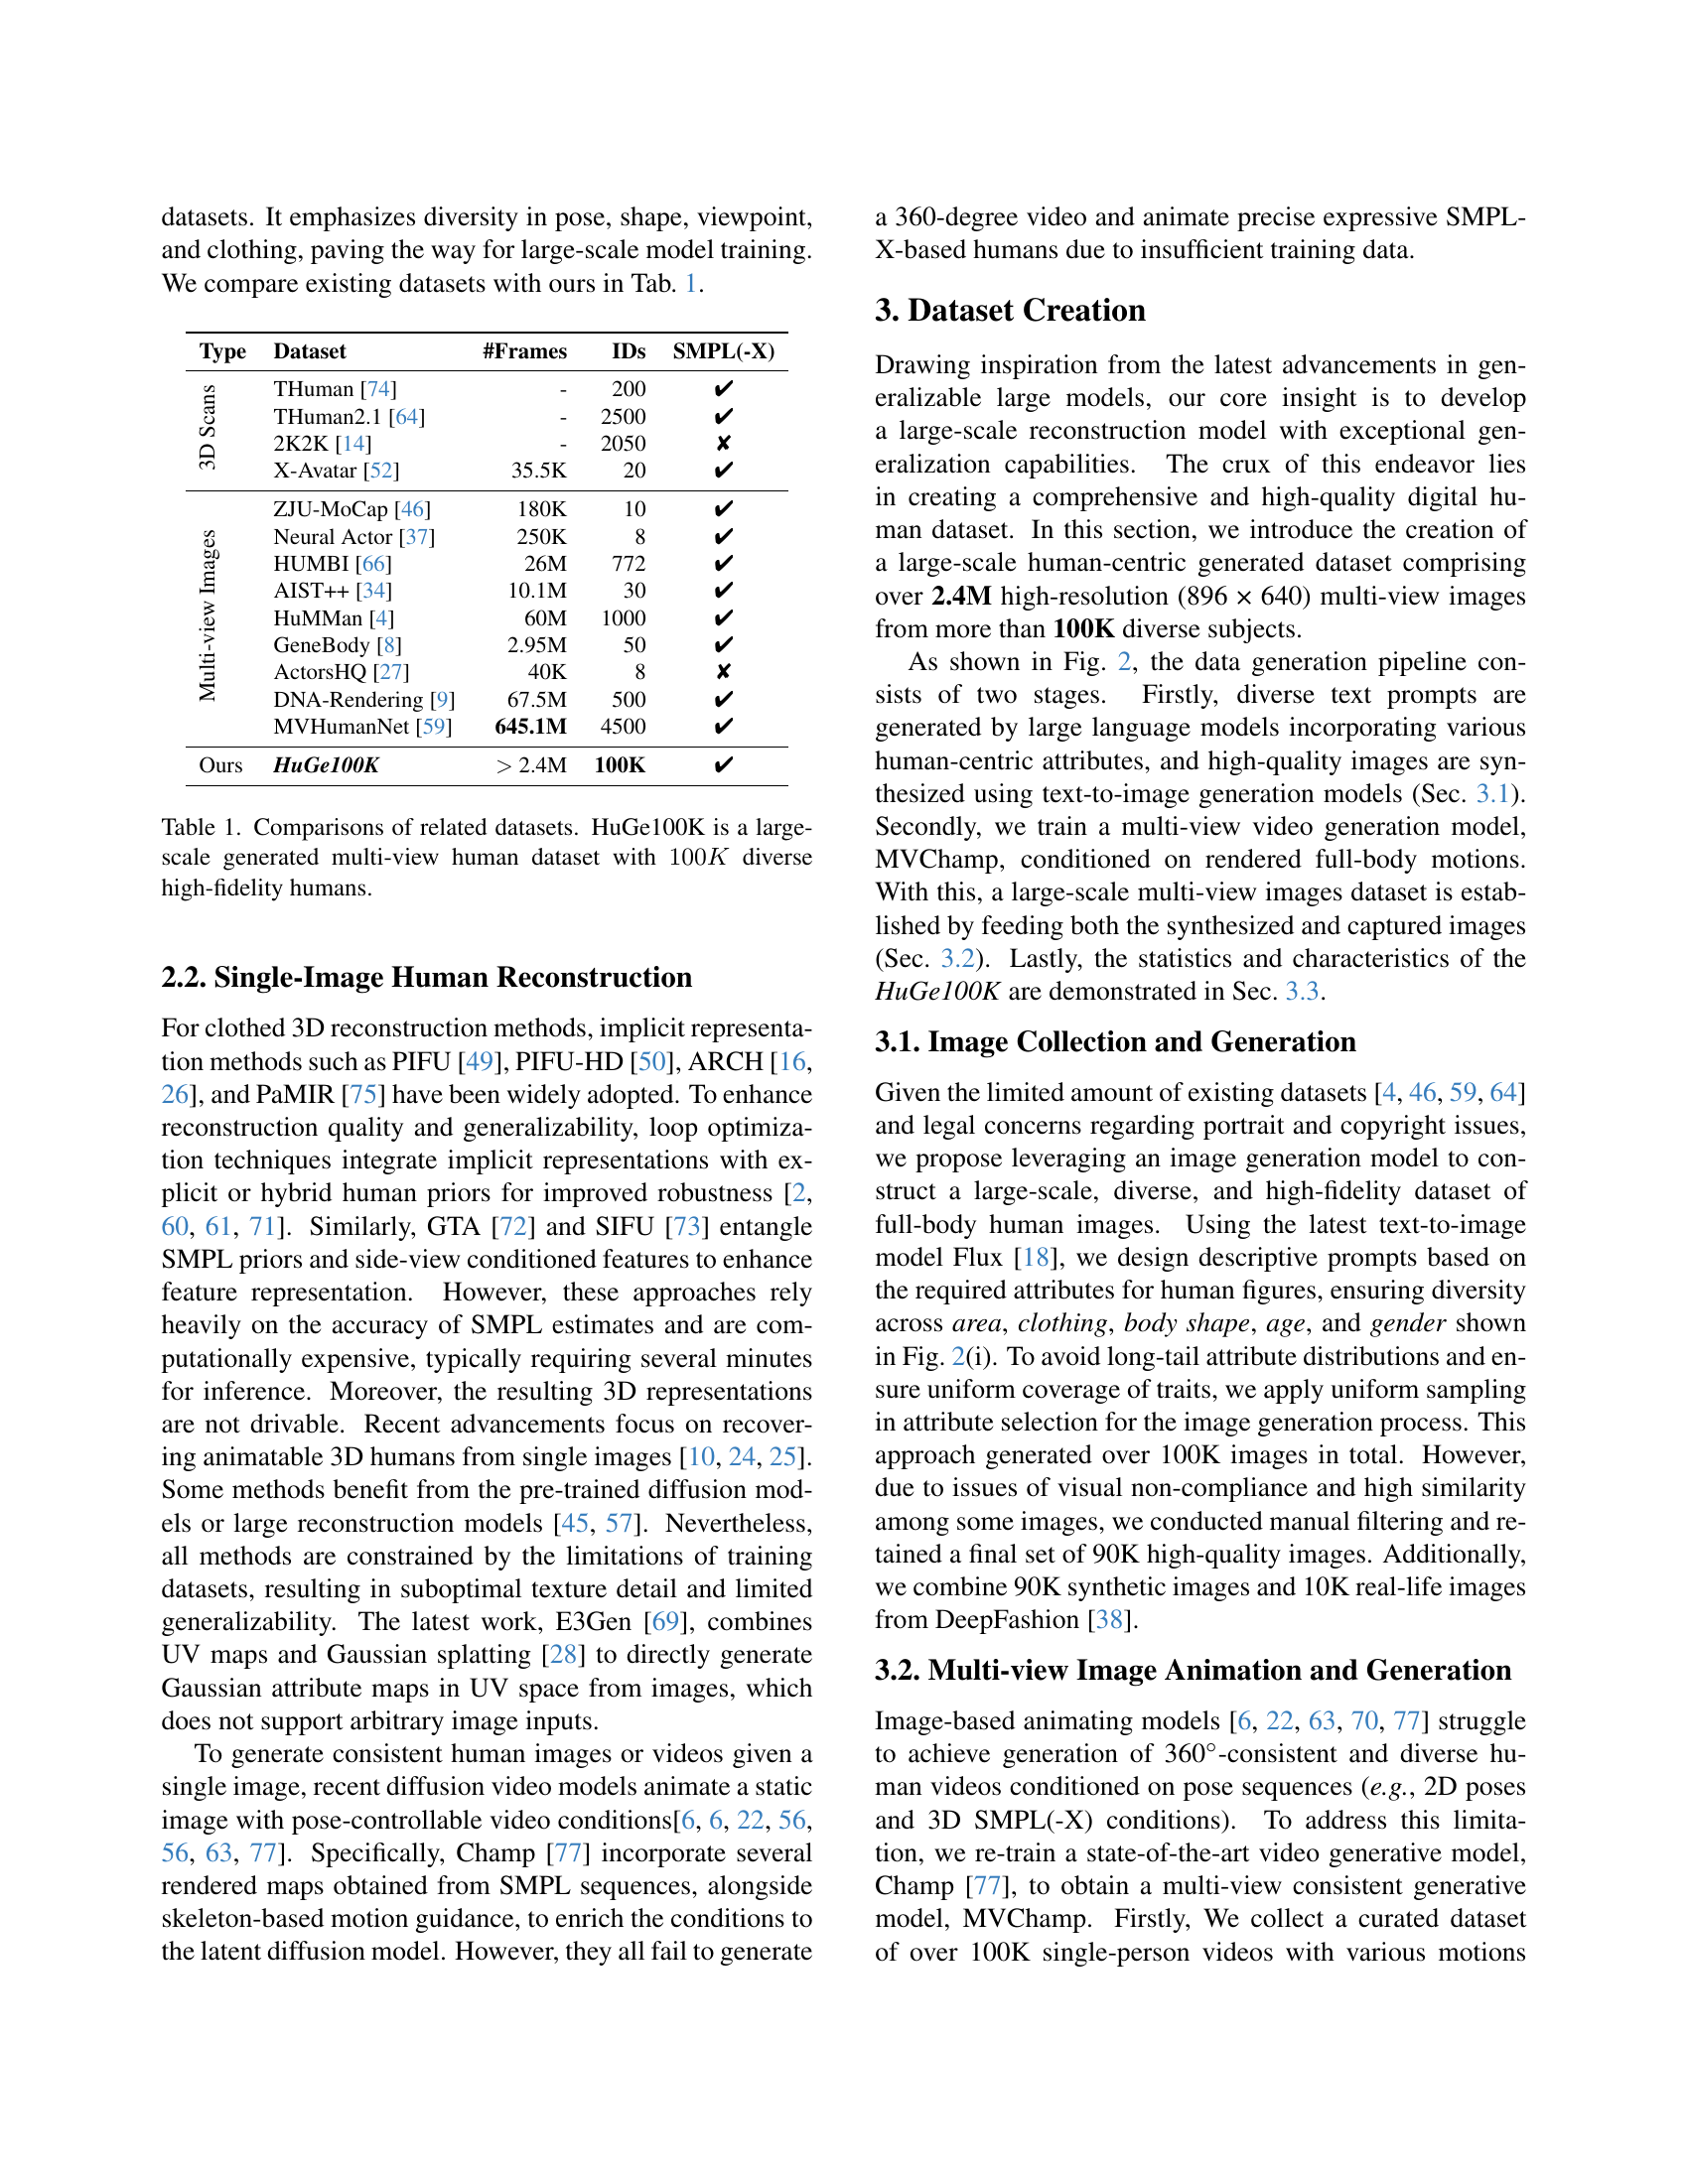 datasets. It emphasizes diversity in pose, shape, viewpoint,
and clothing, paving the way for large-scale model training.
We compare existing datasets with ours in Tab. 1.
Type Dataset #Frames IDs SMPL(-X)
3D Scans
THuman [74] - 200 ✔
THuman2.1 [64] - 2500 ✔
2K2K [14] - 2050 ✘
X-Avatar [52] 35.5K 20 ✔
Multi-view Images
ZJU-MoCap [46] 180K 10 ✔
Neural Actor [37] 250K 8 ✔
HUMBI [66] 26M 772 ✔
AIST++ [34] 10.1M 30 ✔
HuMMan [4] 60M 1000 ✔
GeneBody [8] 2.95M 50 ✔
ActorsHQ [27] 40K 8 ✘
DNA-Rendering [9] 67.5M 500 ✔
MVHumanNet [59] 645.1M 4500 ✔
Ours HuGe100K > 2.4M 100K ✔
Table 1. Comparisons of related datasets. HuGe100K is a large-
scale generated multi-view human dataset with 100K diverse
high-fidelity humans.
2.2. Single-Image Human Reconstruction
For clothed 3D reconstruction methods, implicit representa-
tion methods such as PIFU [49], PIFU-HD [50], ARCH [16,
26], and PaMIR [75] have been widely adopted. To enhance
reconstruction quality and generalizability, loop optimiza-
tion techniques integrate implicit representations with ex-
plicit or hybrid human priors for improved robustness [2,
60, 61, 71]. Similarly, GTA [72] and SIFU [73] entangle
SMPL priors and side-view conditioned features to enhance
feature representation. However, these approaches rely
heavily on the accuracy of SMPL estimates and are com-
putationally expensive, typically requiring several minutes
for inference. Moreover, the resulting 3D representations
are not drivable. Recent advancements focus on recover-
ing animatable 3D humans from single images [10, 24, 25].
Some methods benefit from the pre-trained diffusion mod-
els or large reconstruction models [45, 57]. Nevertheless,
all methods are constrained by the limitations of training
datasets, resulting in suboptimal texture detail and limited
generalizability. The latest work, E3Gen [69], combines
UV maps and Gaussian splatting [28] to directly generate
Gaussian attribute maps in UV space from images, which
does not support arbitrary image inputs.
To generate consistent human images or videos given a
single image, recent diffusion video models animate a static
image with pose-controllable video conditions[6, 6, 22, 56,
56, 63, 77]. Specifically, Champ [77] incorporate several
rendered maps obtained from SMPL sequences, alongside
skeleton-based motion guidance, to enrich the conditions to
the latent diffusion model. However, they all fail to generate
a 360-degree video and animate precise expressive SMPL-
X-based humans due to insufficient training data.
3. Dataset Creation
Drawing inspiration from the latest advancements in gen-
eralizable large models, our core insight is to develop
a large-scale reconstruction model with exceptional gen-
eralization capabilities. The crux of this endeavor lies
in creating a comprehensive and high-quality digital hu-
man dataset. In this section, we introduce the creation of
a large-scale human-centric generated dataset comprising
over 2.4M high-resolution (896 × 640) multi-view images
from more than 100K diverse subjects.
As shown in Fig. 2, the data generation pipeline con-
sists of two stages. Firstly, diverse text prompts are
generated by large language models incorporating various
human-centric attributes, and high-quality images are syn-
thesized using text-to-image generation models (Sec. 3.1).
Secondly, we train a multi-view video generation model,
MVChamp, conditioned on rendered full-body motions.
With this, a large-scale multi-view images dataset is estab-
lished by feeding both the synthesized and captured images
(Sec. 3.2). Lastly, the statistics and characteristics of the
HuGe100K are demonstrated in Sec. 3.3.
3.1. Image Collection and Generation
Given the limited amount of existing datasets [4, 46, 59, 64]
and legal concerns regarding portrait and copyright issues,
we propose leveraging an image generation model to con-
struct a large-scale, diverse, and high-fidelity dataset of
full-body human images. Using the latest text-to-image
model Flux [18], we design descriptive prompts based on
the required attributes for human figures, ensuring diversity
across area, clothing, body shape, age, and gender shown
in Fig. 2(i). To avoid long-tail attribute distributions and en-
sure uniform coverage of traits, we apply uniform sampling
in attribute selection for the image generation process. This
approach generated over 100K images in total. However,
due to issues of visual non-compliance and high similarity
among some images, we conducted manual filtering and re-
tained a final set of 90K high-quality images. Additionally,
we combine 90K synthetic images and 10K real-life images
from DeepFashion [38].
3.2. Multi-view Image Animation and Generation
Image-based animating models [6, 22, 63, 70, 77] struggle
to achieve generation of 360°-consistent and diverse hu-
man videos conditioned on pose sequences (e.g., 2D poses
and 3D SMPL(-X) conditions). To address this limita-
tion, we re-train a state-of-the-art video generative model,
Champ [77], to obtain a multi-view consistent generative
model, MVChamp. Firstly, We collect a curated dataset
of over 100K single-person videos with various motions